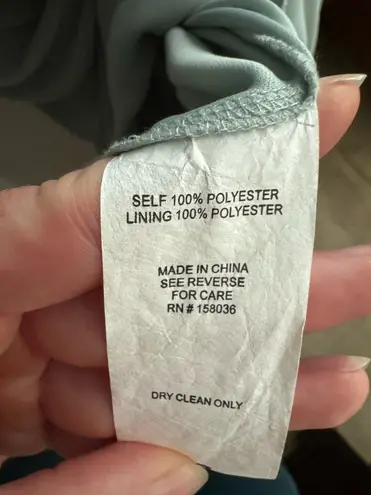 SELF 100% POLYESTER
LINING 100% POLYESTER
MADE IN CHINA
SEE REVERSE
FOR CARE
RN # 158036
DRY CLEAN ONLY